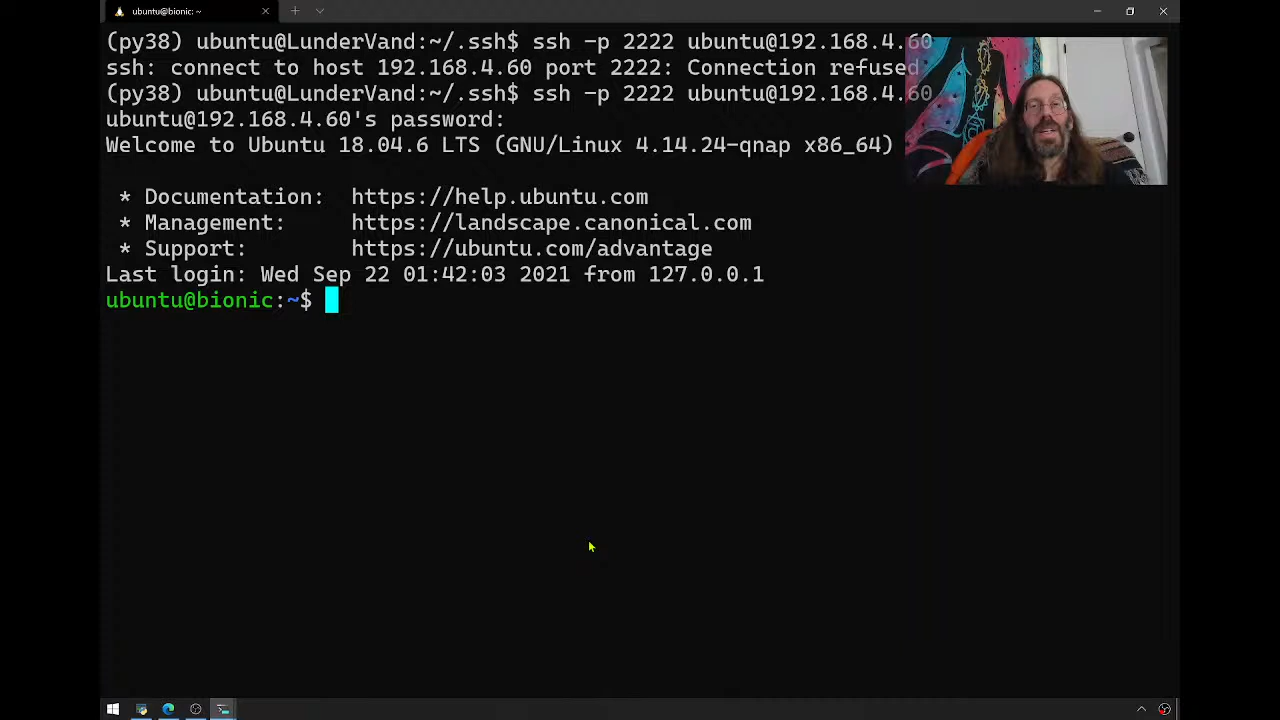 ubuntu@bionic: ~
(py38) ubuntu@LunderVand:~/.ssh$ ssh -p 2222 ubuntu@192.168.4.60
ssh: connect to host 192.168.4.60 port 2222: Connection refused
(py38) ubuntu@LunderVand:~/.ssh$ ssh -p 2222 ubuntu@192.168.4.60
ubuntu@192.168.4.60's password:
Welcome to Ubuntu 18.04.6 LTS (GNU/Linux 4.14.24-qnap x86_64)
* Documentation: https://help.ubuntu.com
* Management: https://landscape.canonical.com
* Support: https://ubuntu.com/advantage
Last login: Wed Sep 22 01:42:03 2021 from 127.0.0.1
ubuntu@bionic:~$